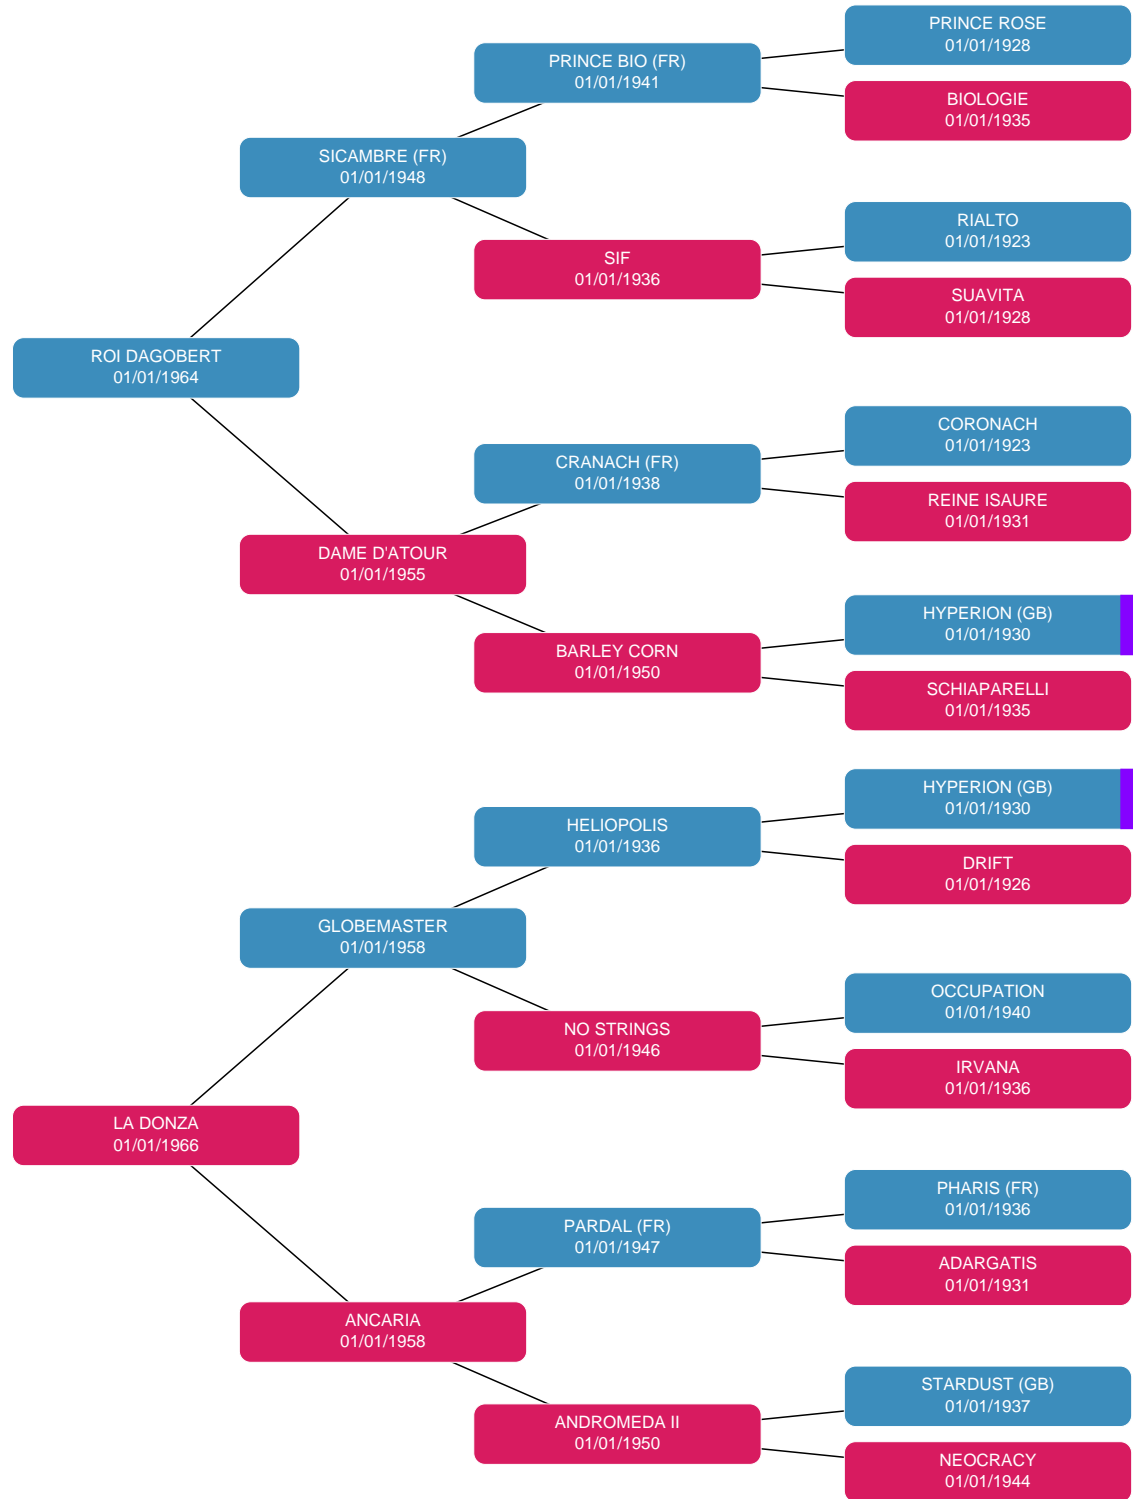 PRINCE ROSE
01/01/1928
PRINCE BIO (FR)
01/01/1941
BIOLOGIE
01/01/1935
SICAMBRE (FR)
01/01/1948
RIALTO
01/01/1923
SIF
01/01/1936
SUAVITA
01/01/1928
ROI DAGOBERT
01/01/1964
CORONACH
01/01/1923
CRANACH (FR)
01/01/1938
REINE ISAURE
01/01/1931
DAME D'ATOUR
01/01/1955
HYPERION (GB)
01/01/1930
BARLEY CORN
01/01/1950
SCHIAPARELLI
01/01/1935
HYPERION (GB)
01/01/1930
HELIOPOLIS
01/01/1936
DRIFT
01/01/1926
GLOBEMASTER
01/01/1958
OCCUPATION
01/01/1940
NO STRINGS
01/01/1946
IRVANA
01/01/1936
LA DONZA
01/01/1966
PHARIS (FR)
01/01/1936
PARDAL (FR)
01/01/1947
ADARGATIS
01/01/1931
ANCARIA
01/01/1958
STARDUST (GB)
01/01/1937
ANDROMEDA II
01/01/1950
NEOCRACY
01/01/1944